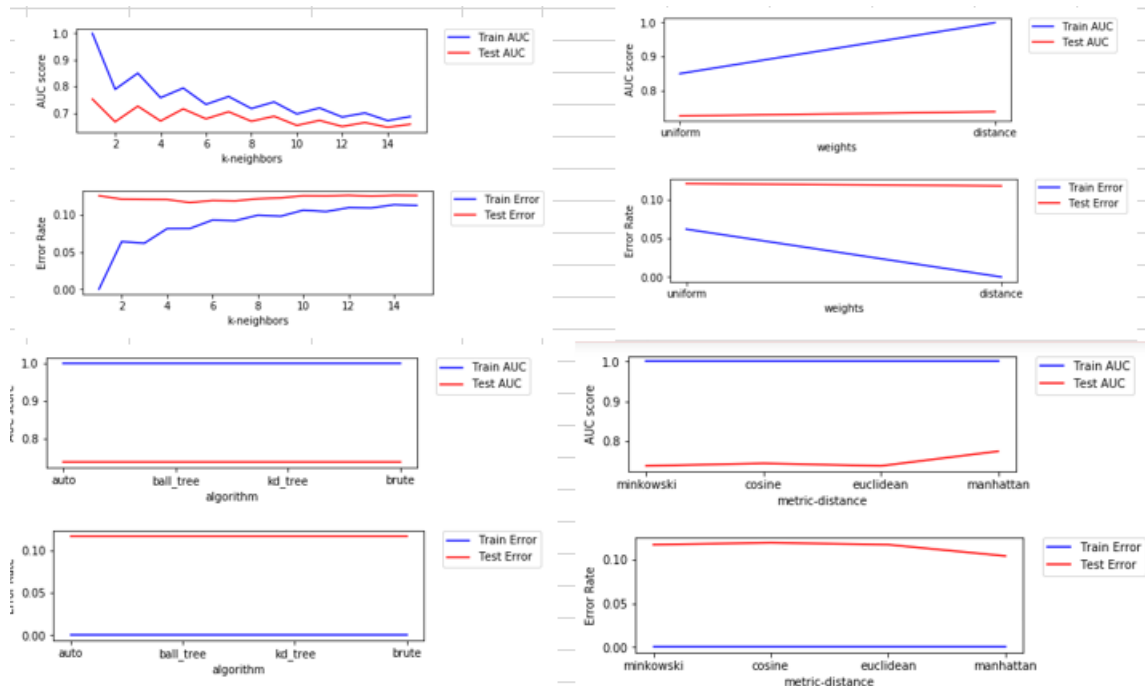 1.0
0.9
0.8
0.7
AUC score
2 4 6 8 10 12 14
k-neighbors
Train AUC
Test AUC
1.0
0.9
0.8
AUC score
uniform distance
weights
Train AUC
Test AUC
0.10
0.05
0.00
Error Rate
2 4 6 8 10 12 14
k-neighbors
Train Error
Test Error
0.10
0.05
0.00
Error Rate
uniform distance
weights
Train Error
Test Error
1.0
0.9
0.8
AUC score
auto ball_tree kd_tree brute
algorithm
Train AUC
Test AUC
1.0
0.9
0.8
AUC score
minkowski cosine euclidean manhattan
metric-distance
Train AUC
Test AUC
0.10
0.05
0.00
Error Rate
auto ball_tree kd_tree brute
algorithm
Train Error
Test Error
0.10
0.05
0.00
Error Rate
minkowski cosine euclidean manhattan
metric-distance
Train Error
Test Error